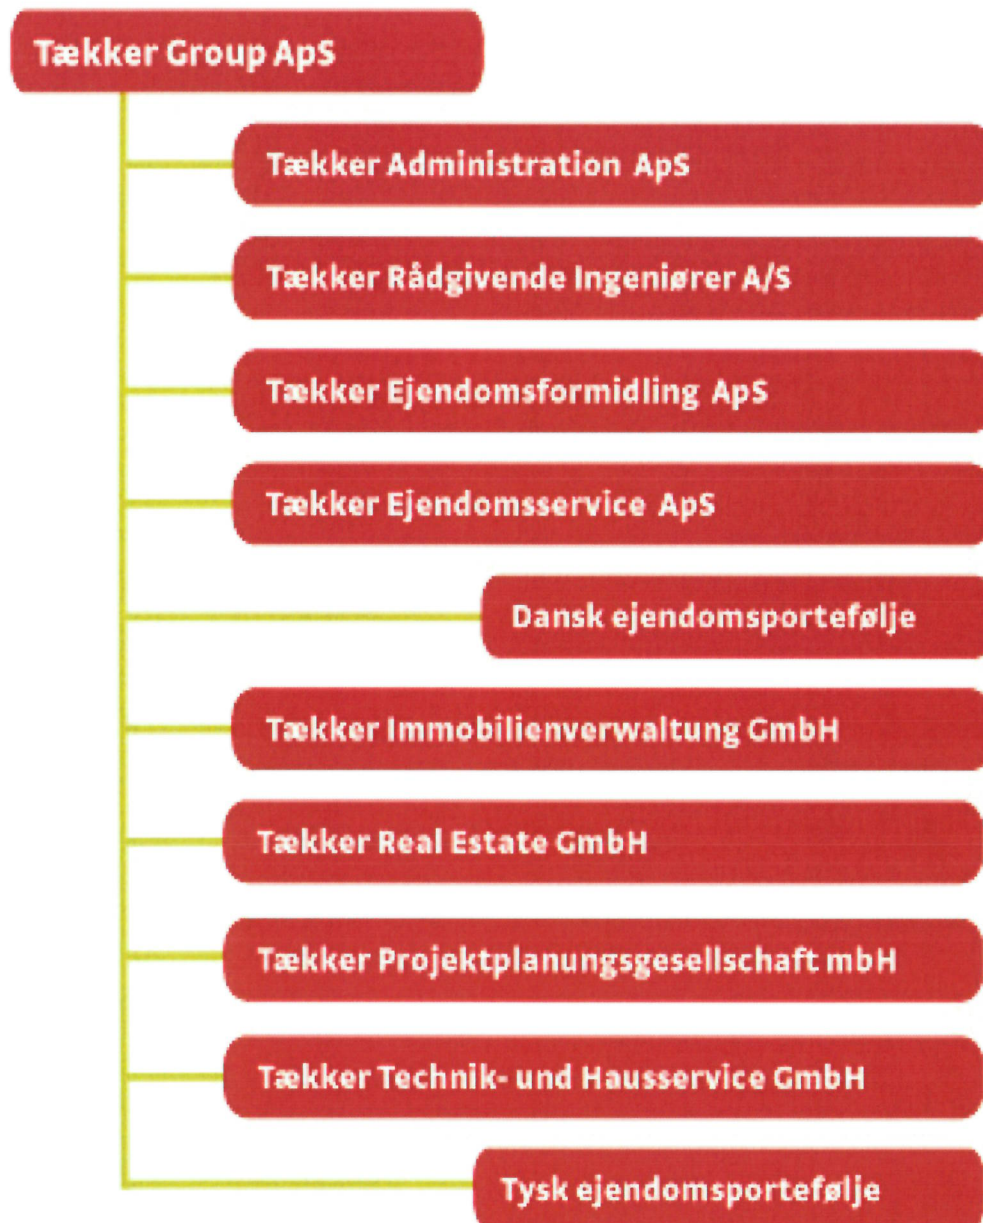 Tækker Group ApS
Tækker Administration ApS
Tækker Rådgivende Ingeniører A/S
Tækker Ejendomsformidling ApS
Tækker Ejendomsservice ApS
Dansk ejendomsportefølje
Tækker Immobilienverwaltung GmbH
Tækker Real Estate GmbH
Tækker Projektplanungsgesellschaft mbH
Tækker Technik- und Hausservice GmbH
Tysk ejendomsportefølje